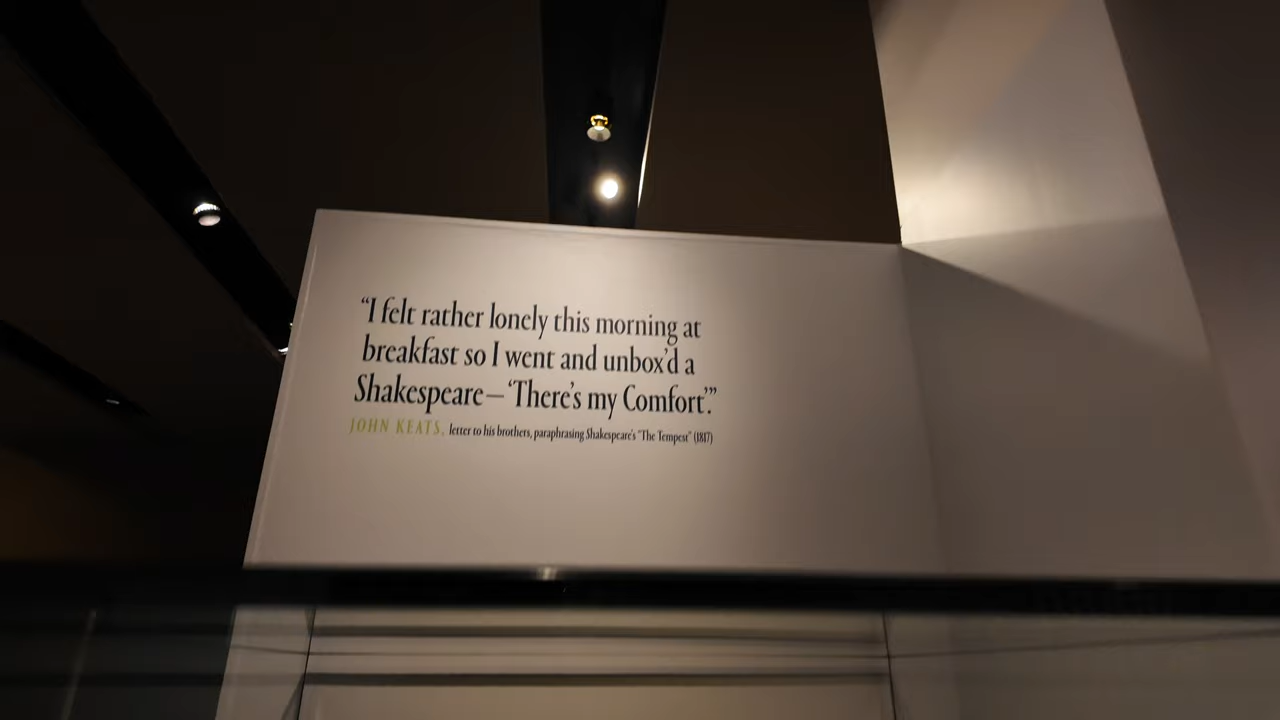 “I felt rather lonely this morning at
breakfast so I went and unbox’d a
Shakespeare—‘There’s my Comfort.’”
JOHN KEATS, letter to his brothers, paraphrasing Shakespeare’s “The Tempest” (1817)